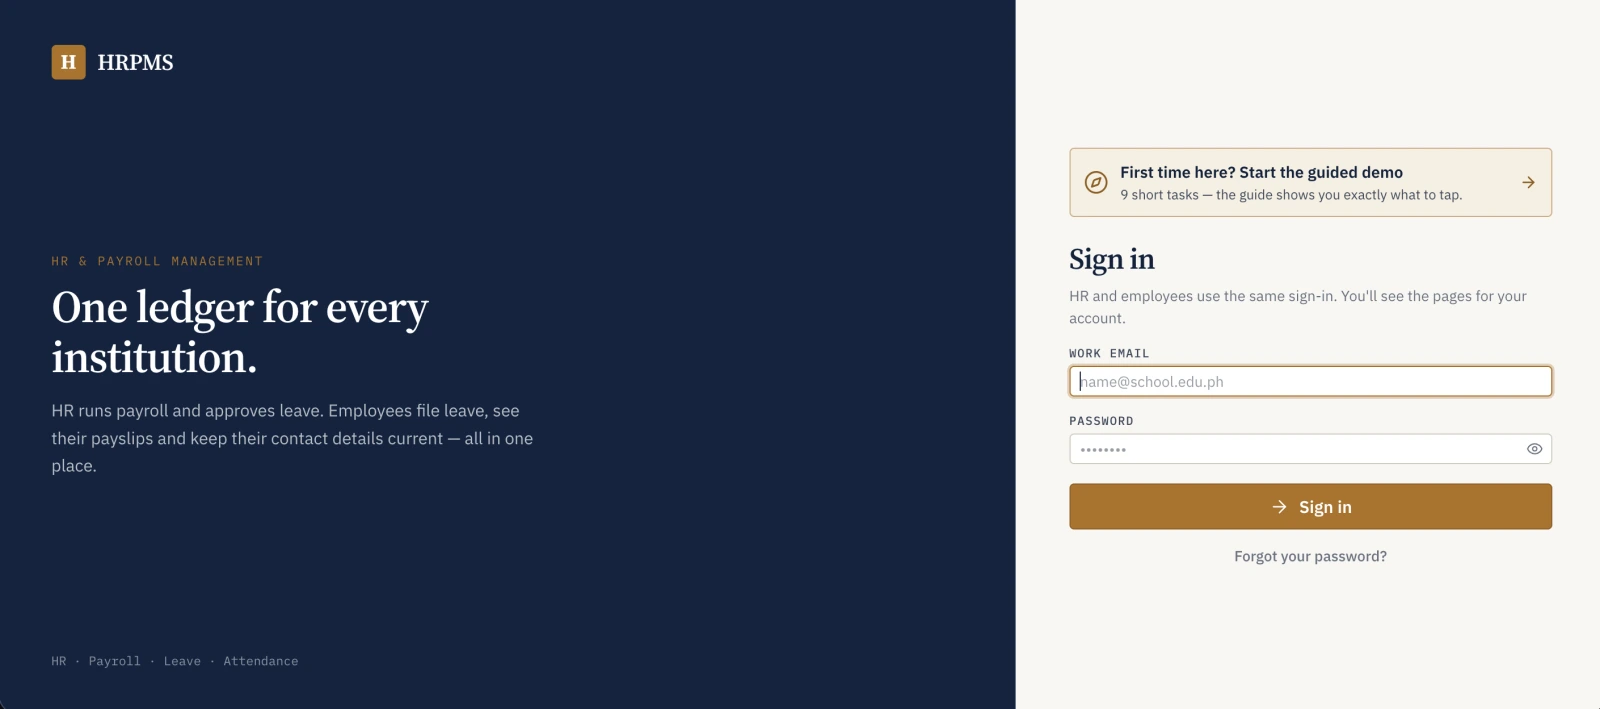 H HRPMS
HR & PAYROLL MANAGEMENT
One ledger for every
institution.
HR runs payroll and approves leave. Employees file leave, see
their payslips and keep their contact details current — all in one
place.
HR · Payroll · Leave · Attendance
First time here? Start the guided demo
9 short tasks — the guide shows you exactly what to tap.
Sign in
HR and employees use the same sign-in. You'll see the pages for your
account.
WORK EMAIL
name@school.edu.ph
PASSWORD
••••••••
Sign in
Forgot your password?